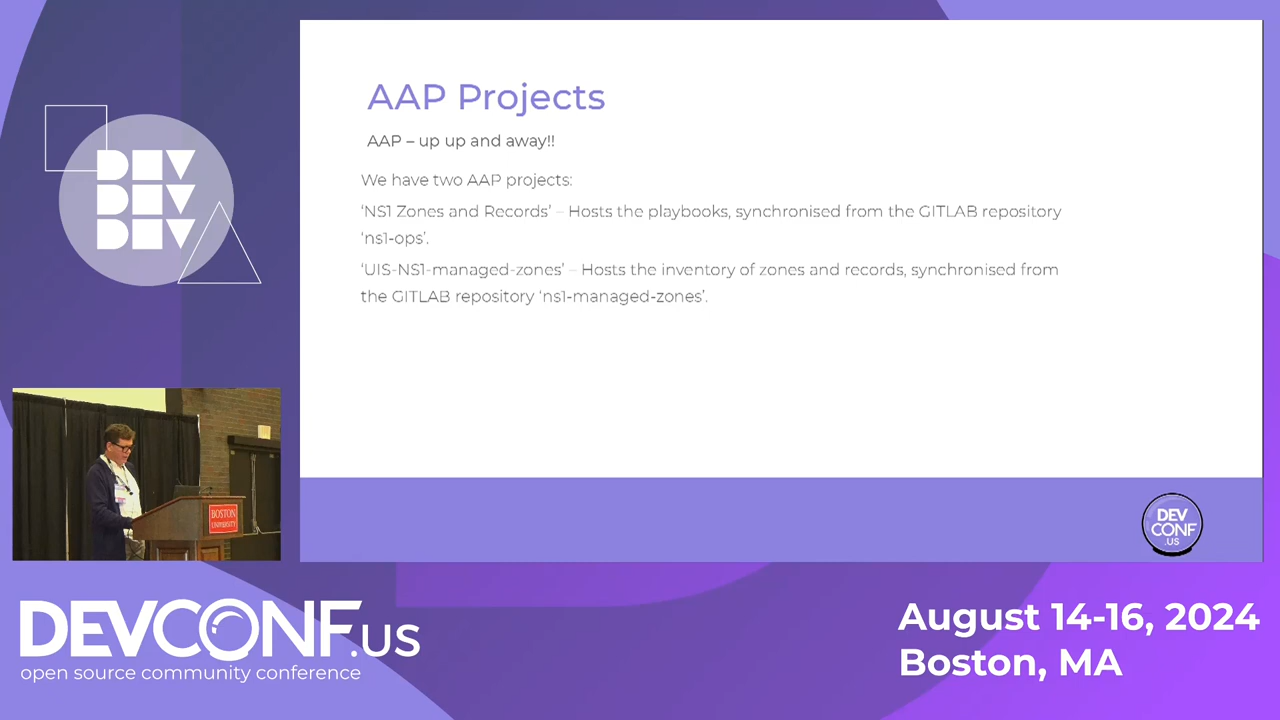 AAP Projects
AAP – up up and away!!
We have two AAP projects:
‘NS1 Zones and Records’ – Hosts the playbooks, synchronised from the GITLAB repository
‘ns1-ops’.
‘UIS-NS1-managed-zones’ – Hosts the inventory of zones and records, synchronised from
the GITLAB repository ‘ns1-managed-zones’.
DEV
DEV
DEV
BOSTON
UNIVERSITY
DEV
CONF
.US
DEVCONF.US
open source community conference
August 14-16, 2024
Boston, MA